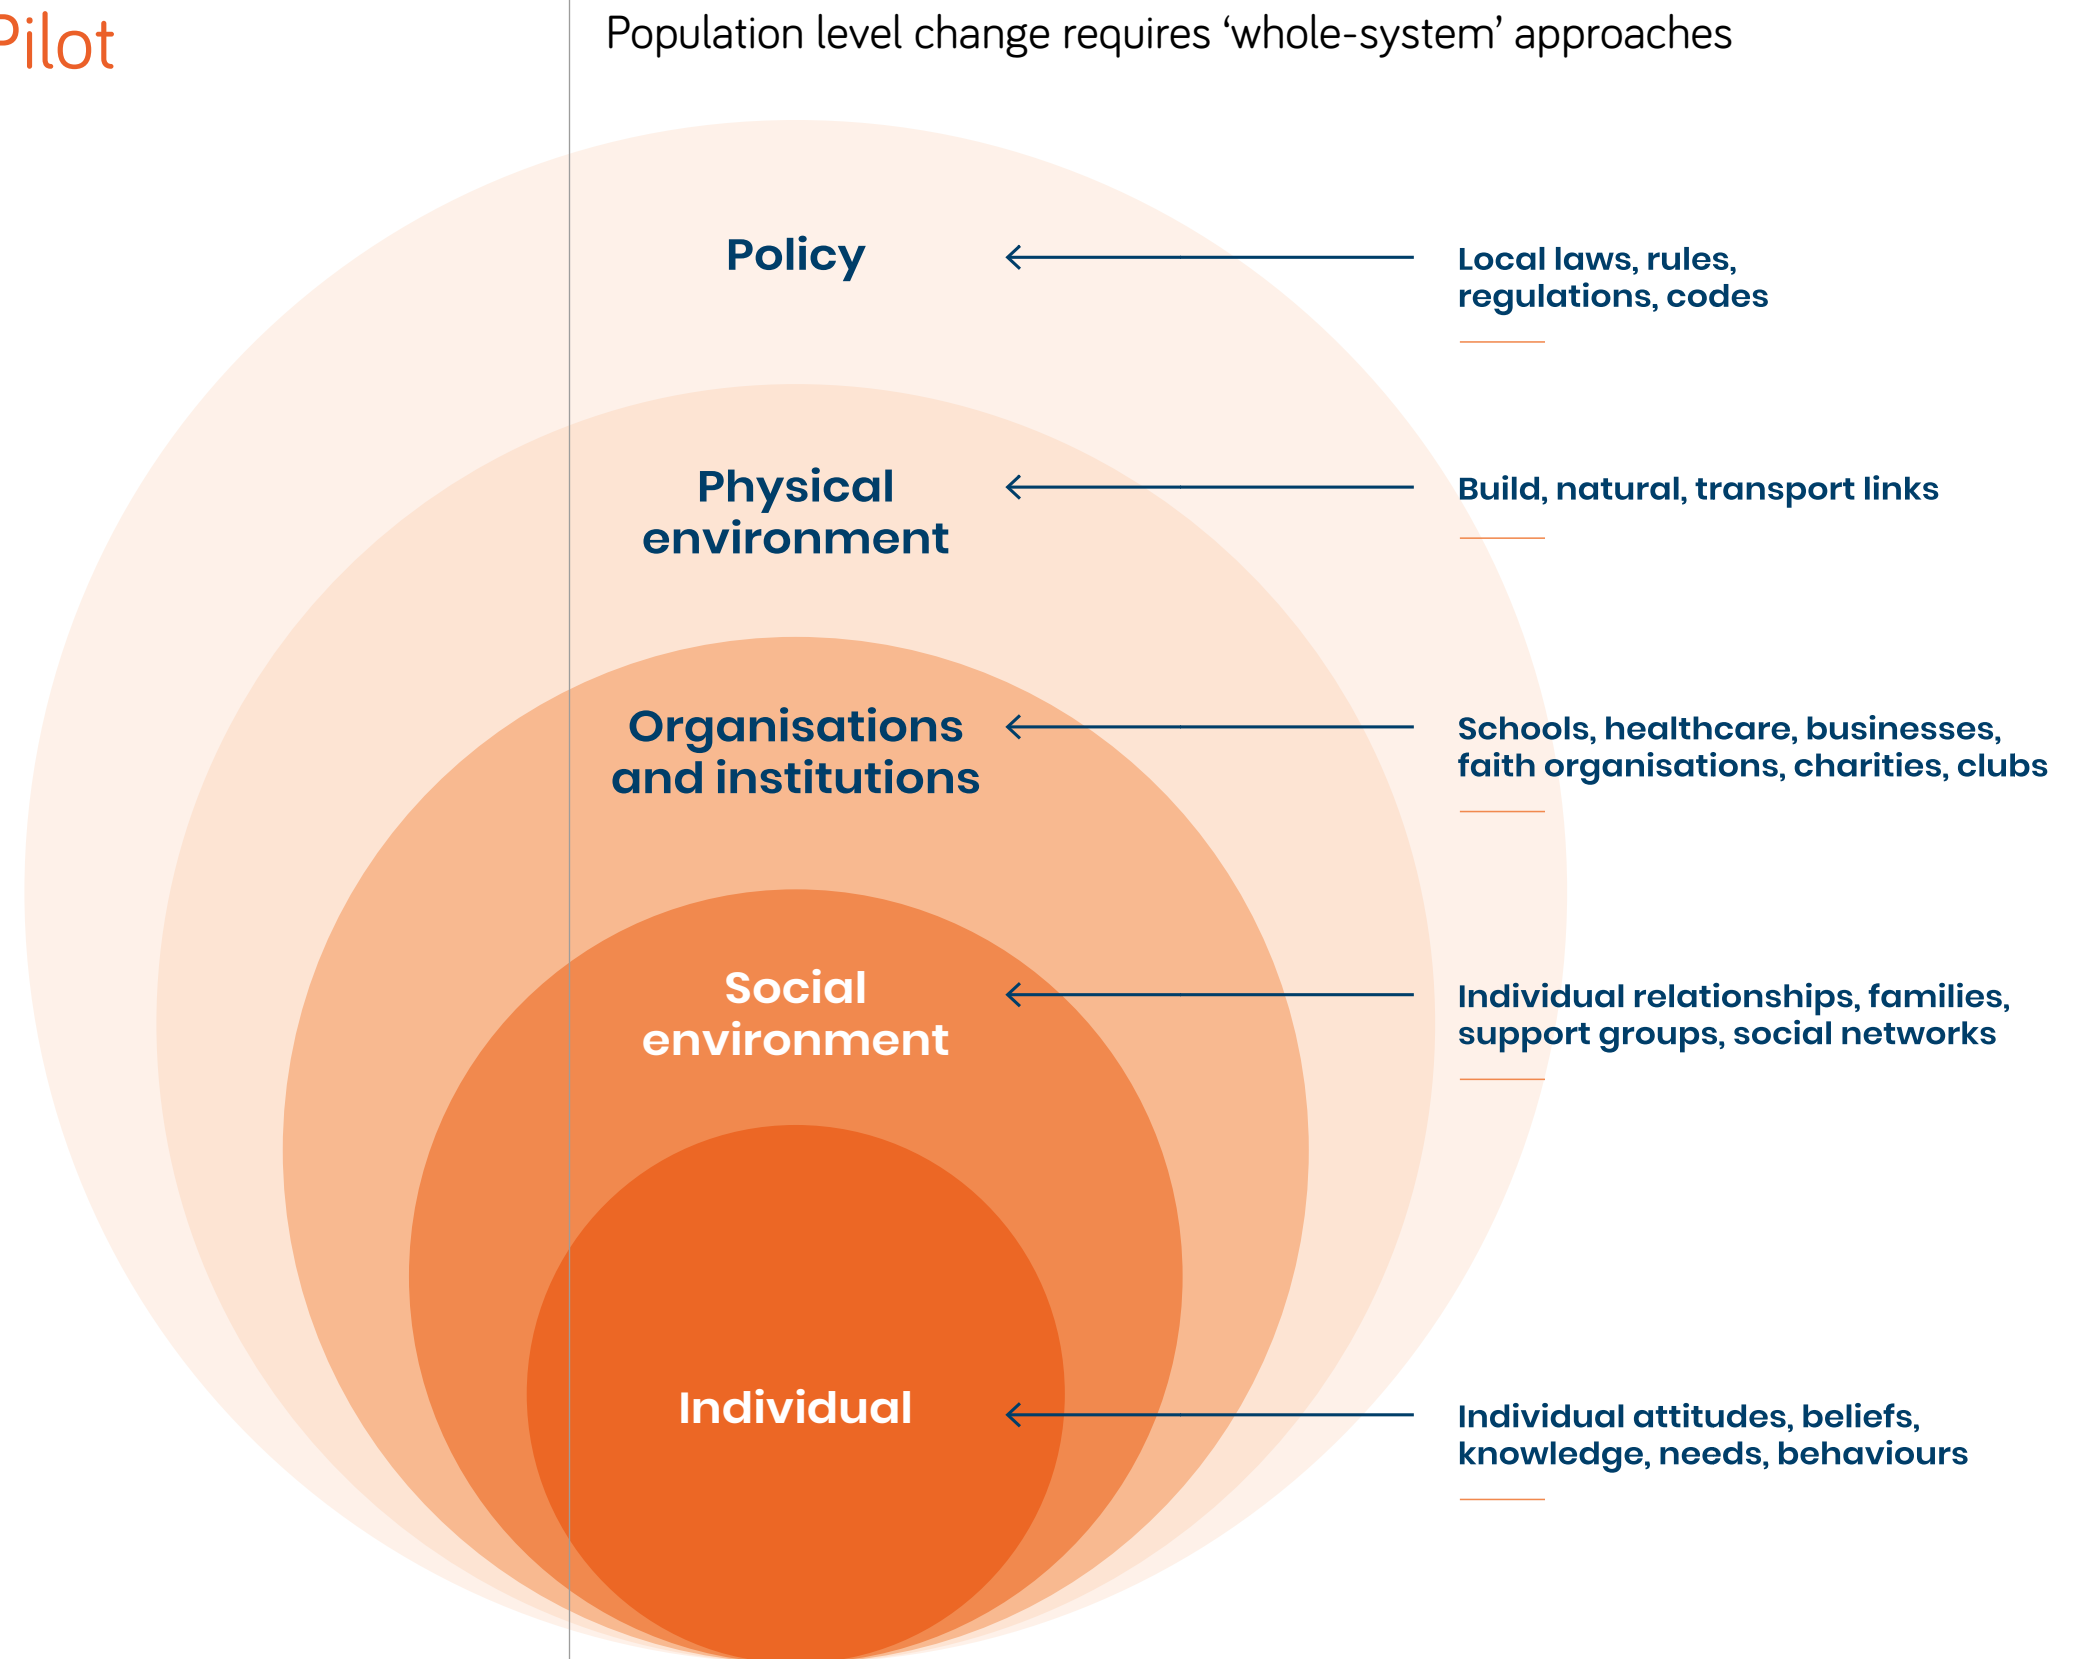 Pilot
Population level change requires ‘whole-system’ approaches
Policy
Local laws, rules,
regulations, codes
Physical
environment
Build, natural, transport links
Organisations
and institutions
Schools, healthcare, businesses,
faith organisations, charities, clubs
Social
environment
Individual relationships, families,
support groups, social networks
Individual
Individual attitudes, beliefs,
knowledge, needs, behaviours